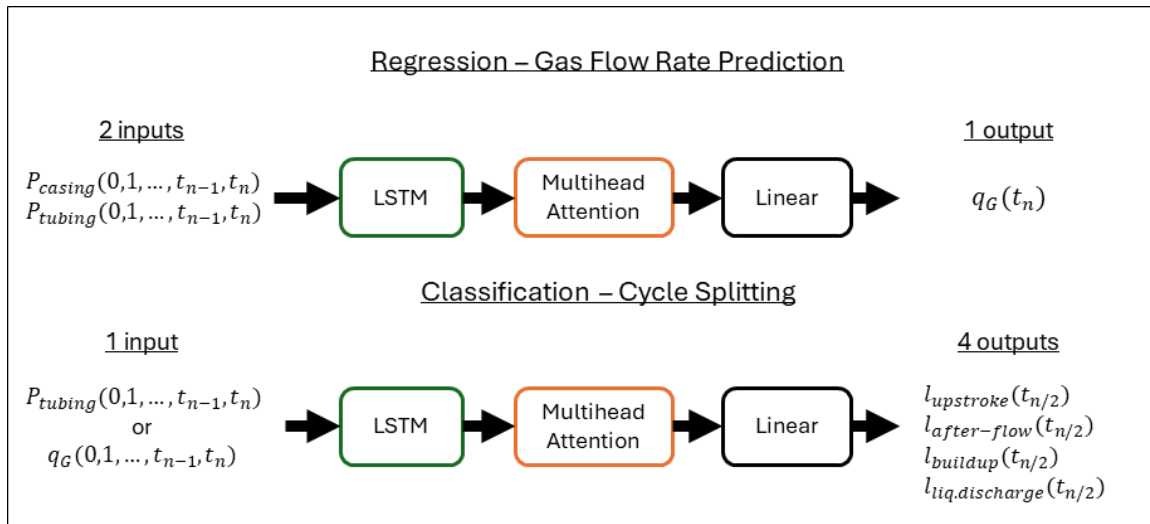 Regression – Gas Flow Rate Prediction
2 inputs
P_casing(0,1, … , t_{n−1}, t_n)
P_tubing(0,1, … , t_{n−1}, t_n)
LSTM
Multihead
Attention
Linear
1 output
q_G(t_n)
Classification – Cycle Splitting
1 input
P_tubing(0,1, … , t_{n−1}, t_n)
or
q_G(0,1, … , t_{n−1}, t_n)
LSTM
Multihead
Attention
Linear
4 outputs
l_upstroke(t_{n/2})
l_after−flow(t_{n/2})
l_buildup(t_{n/2})
l_liq.discharge(t_{n/2})